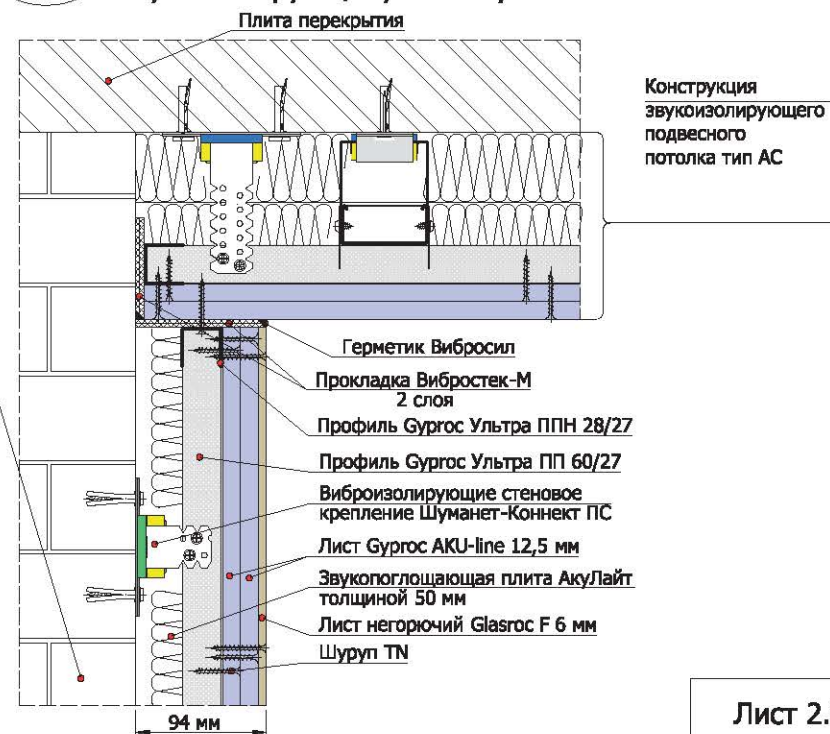 Плита перекрытия
Конструкция
звукоизолирующего
подвесного
потолка тип АС
Герметик Вибросил
Прокладка Вибростек-М
2 слоя
Профиль Gyproc Ультра ППН 28/27
Профиль Gyproc Ультра ПП 60/27
Виброизолирующие стеновое
крепление Шуманет-Коннект ПС
Лист Gyproc AKU-line 12,5 мм
Звукопоглощающая плита АкуЛайт
толщиной 50 мм
Лист негорючий Glasroc F 6 мм
Шуруп TN
94 мм
Лист 2.